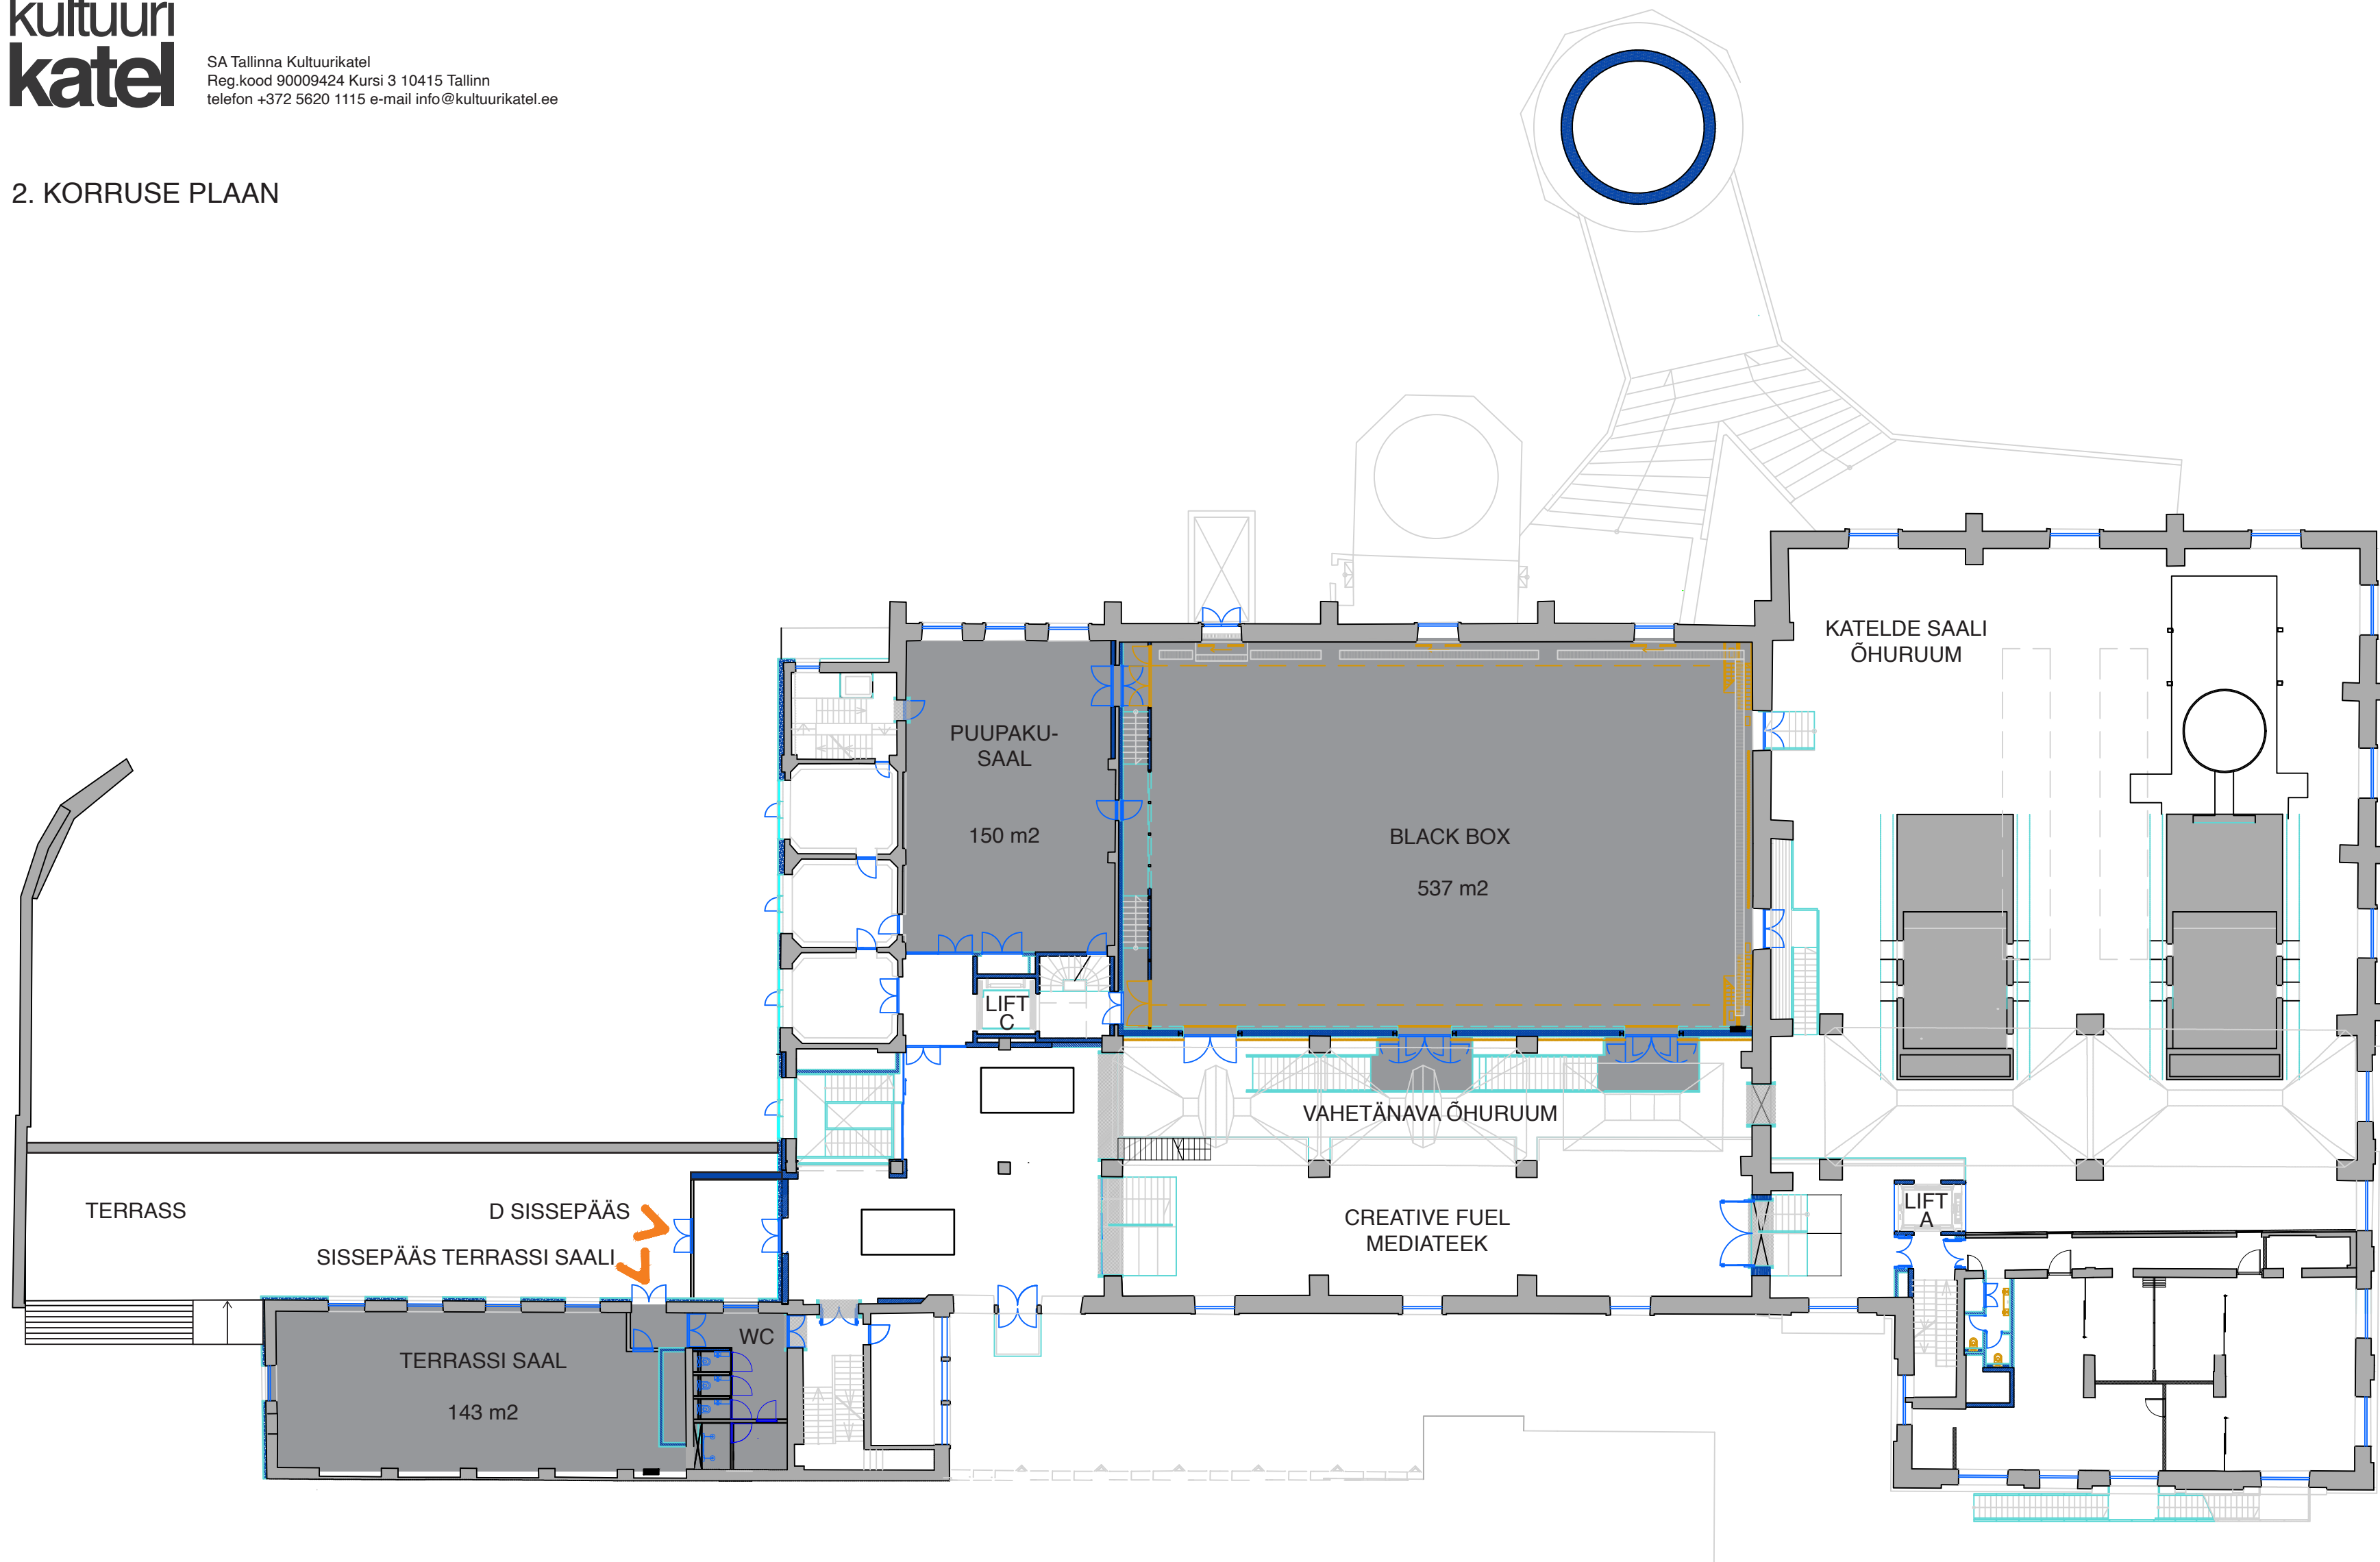 kultuuri
katel
SA Tallinna Kultuurikatel
Reg.kood 90009424 Kursi 3 10415 Tallinn
telefon +372 5620 1115 e-mail info@kultuurikatel.ee
2. KORRUSE PLAAN
KATELDE SAALI
ÕHURUUM
PUUPAKU-
SAAL
150 m2
BLACK BOX
537 m2
LIFT
C
VAHETÄNAVA ÕHURUUM
TERRASS
D SISSEPÄÄS
SISSEPÄÄS TERRASSI SAALI
CREATIVE FUEL
MEDIATEEK
LIFT
A
WC
TERRASSI SAAL
143 m2